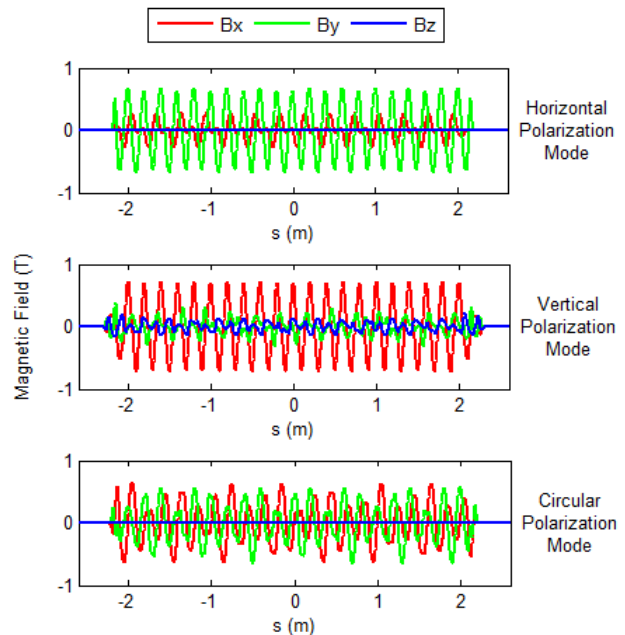 Bx By Bz
1
0
-1
-2 -1 0 1 2
s (m)
Horizontal
Polarization
Mode
Magnetic Field (T)
1
0
-1
-2 -1 0 1 2
s (m)
Vertical
Polarization
Mode
1
0
-1
-2 -1 0 1 2
s (m)
Circular
Polarization
Mode